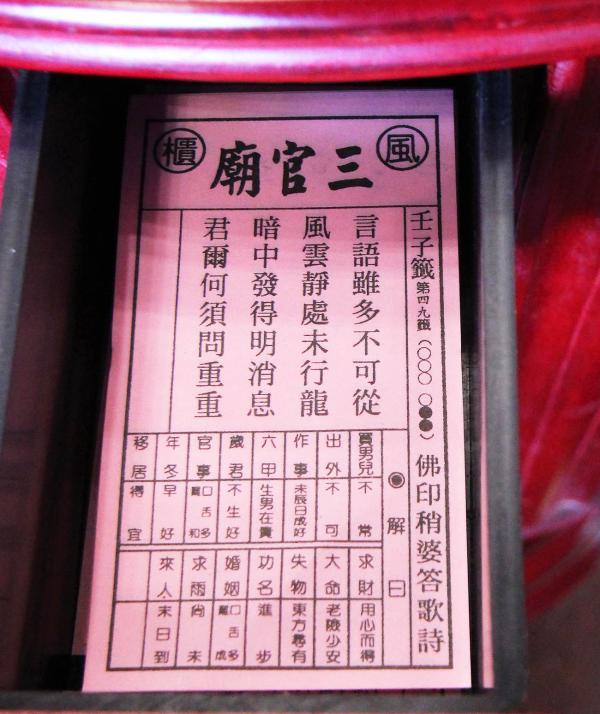 風
三官廟
櫃
壬子籤 第四九籤 (○○○ ○●●) 佛印稍婆答歌詩
言語雖多不可從
風雲靜處未行龍
暗中發得明消息
君爾何須問重重
◉解曰
買男兒 不常
出外 不可
作事 未辰日成好
六甲 生男在貴
歲君 不生好
官事 口舌多 和
年冬 早好
移居 得宜
求財 用心而得
大命 老險少安
失物 東方尋有
功名 進步
婚姻 口舌多 成
求雨 尚未
來人 末日到